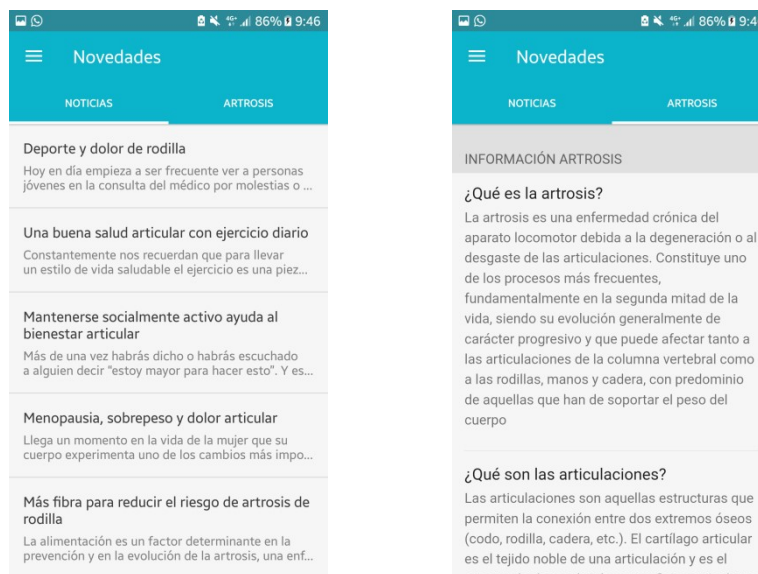 86% 9:46
Novedades
NOTICIAS ARTROSIS
Deporte y dolor de rodilla
Hoy en día empieza a ser frecuente ver a personas
jóvenes en la consulta del médico por molestias o ...
Una buena salud articular con ejercicio diario
Constantemente nos recuerdan que para llevar
un estilo de vida saludable el ejercicio es una piez...
Mantenerse socialmente activo ayuda al
bienestar articular
Más de una vez habrás dicho o habrás escuchado
a alguien decir “estoy mayor para hacer esto”. Y es...
Menopausia, sobrepeso y dolor articular
Llega un momento en la vida de la mujer que su
cuerpo experimenta uno de los cambios más impo...
Más fibra para reducir el riesgo de artrosis de
rodilla
La alimentación es un factor determinante en la
prevención y en la evolución de la artrosis, una enf...
86% 9:4
Novedades
NOTICIAS ARTROSIS
INFORMACIÓN ARTROSIS
¿Qué es la artrosis?
La artrosis es una enfermedad crónica del
aparato locomotor debida a la degeneración o al
desgaste de las articulaciones. Constituye uno
de los procesos más frecuentes,
fundamentalmente en la segunda mitad de la
vida, siendo su evolución generalmente de
carácter progresivo y que puede afectar tanto a
las articulaciones de la columna vertebral como
a las rodillas, manos y cadera, con predominio
de aquellas que han de soportar el peso del
cuerpo
¿Qué son las articulaciones?
Las articulaciones son aquellas estructuras que
permiten la conexión entre dos extremos óseos
(codo, rodilla, cadera, etc.). El cartílago articular
es el tejido noble de una articulación y es el